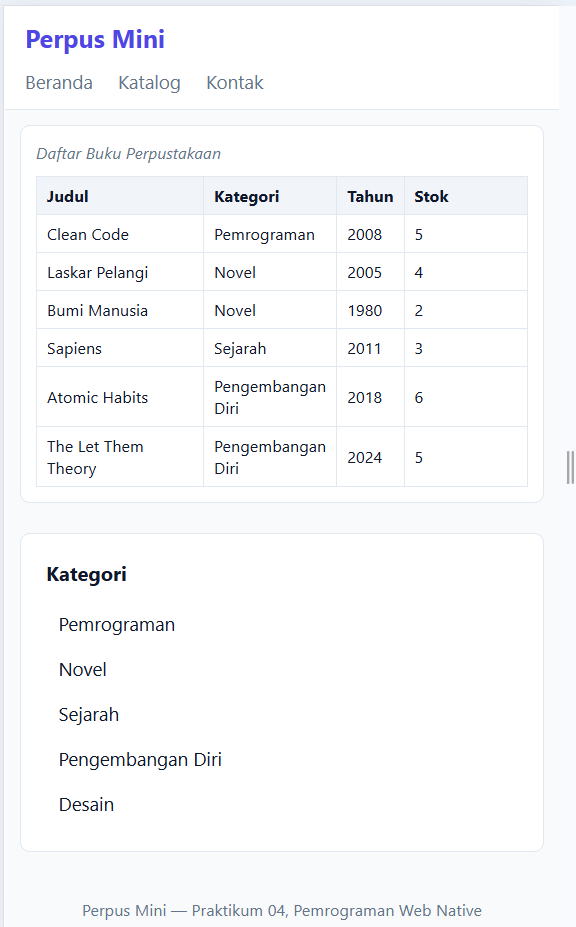 Perpus Mini
Beranda Katalog Kontak
Daftar Buku Perpustakaan
Judul Kategori Tahun Stok
Clean Code Pemrograman 2008 5
Laskar Pelangi Novel 2005 4
Bumi Manusia Novel 1980 2
Sapiens Sejarah 2011 3
Atomic Habits Pengembangan Diri 2018 6
The Let Them Theory Pengembangan Diri 2024 5
Kategori
Pemrograman
Novel
Sejarah
Pengembangan Diri
Desain
Perpus Mini — Praktikum 04, Pemrograman Web Native